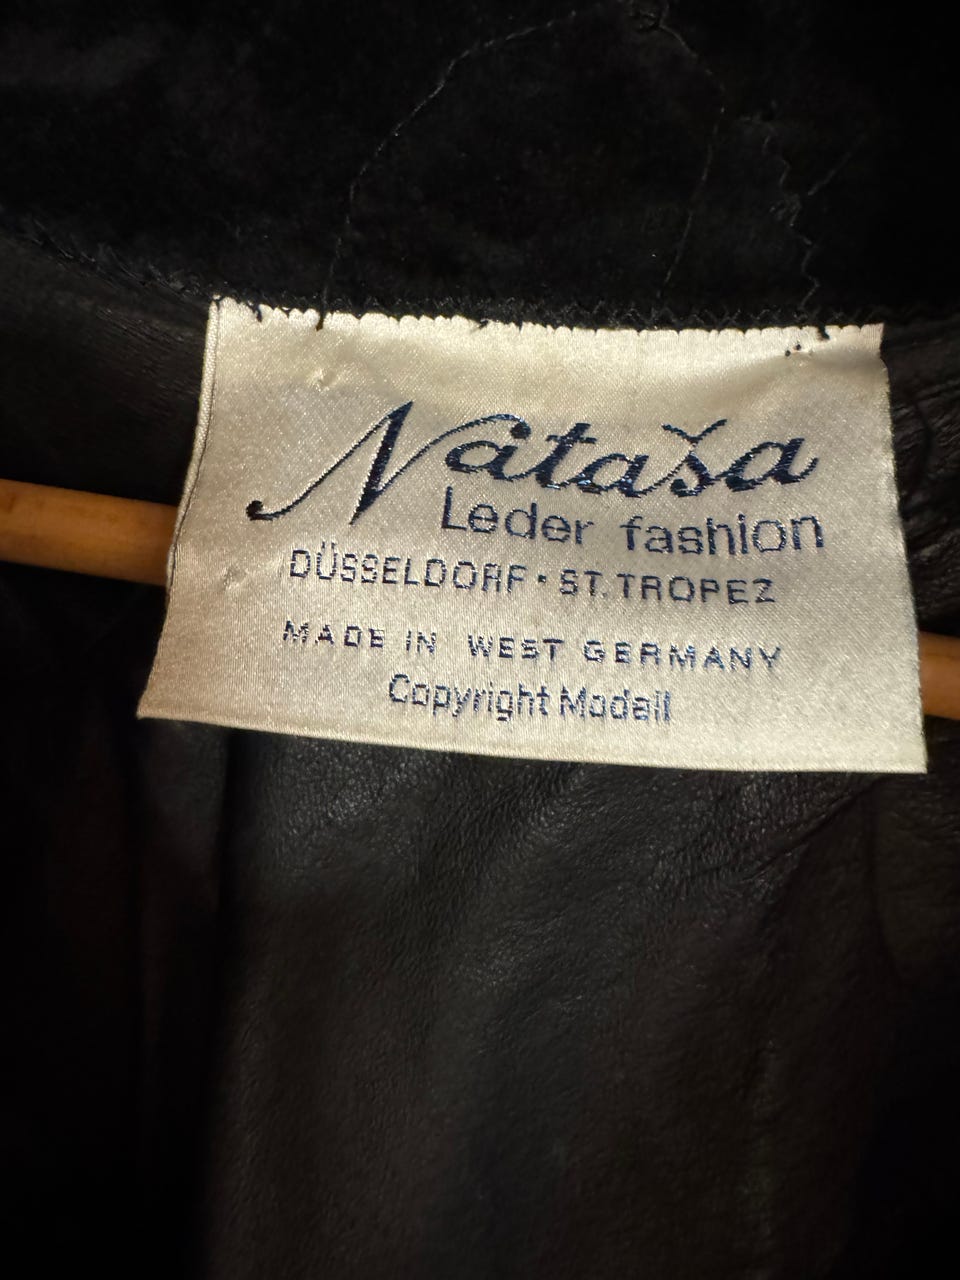 Nataša
Leder fashion
DÜSSELDORF · ST. TROPEZ
MADE IN WEST GERMANY
Copyright Modell